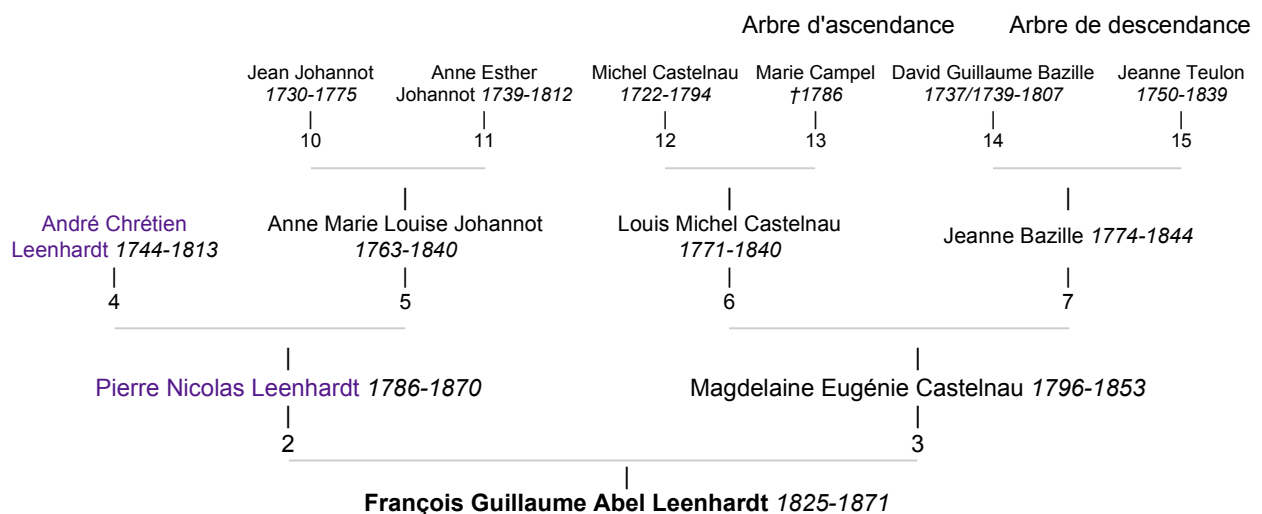 Arbre d'ascendance Arbre de descendance
Jean Johannot Anne Esther Michel Castelnau Marie Campel David Guillaume Bazille Jeanne Teulon
1730-1775 Johannot 1739-1812 1722-1794 †1786 1737/1739-1807 1750-1839
| | | | | |
10 11 12 13 14 15
| | |
André Chrétien Anne Marie Louise Johannot Louis Michel Castelnau Jeanne Bazille 1774-1844
Leenhardt 1744-1813 1763-1840 1771-1840
| | | |
4 5 6 7
| |
Pierre Nicolas Leenhardt 1786-1870 Magdelaine Eugénie Castelnau 1796-1853
| |
2 3
|
François Guillaume Abel Leenhardt 1825-1871